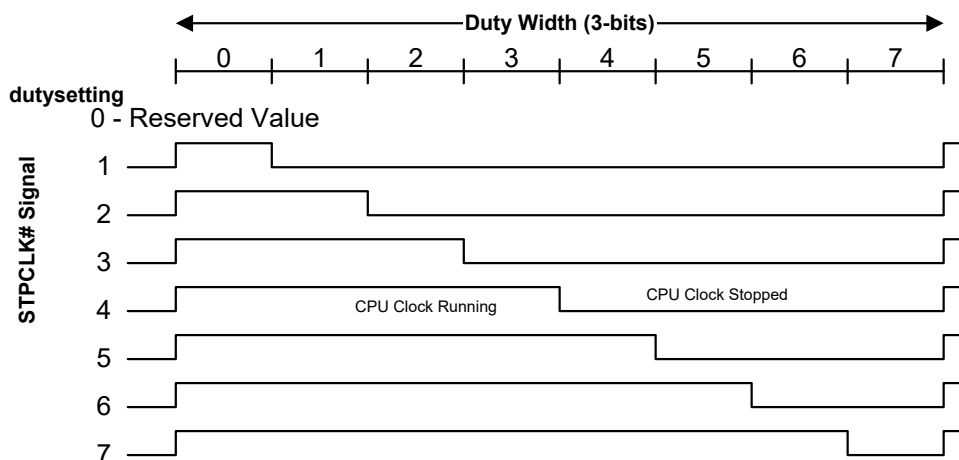 Duty Width (3-bits)
0 1 2 3 4 5 6 7
dutysetting
0 - Reserved Value
STPCLK# Signal
1
2
3
4
CPU Clock Running
CPU Clock Stopped
5
6
7